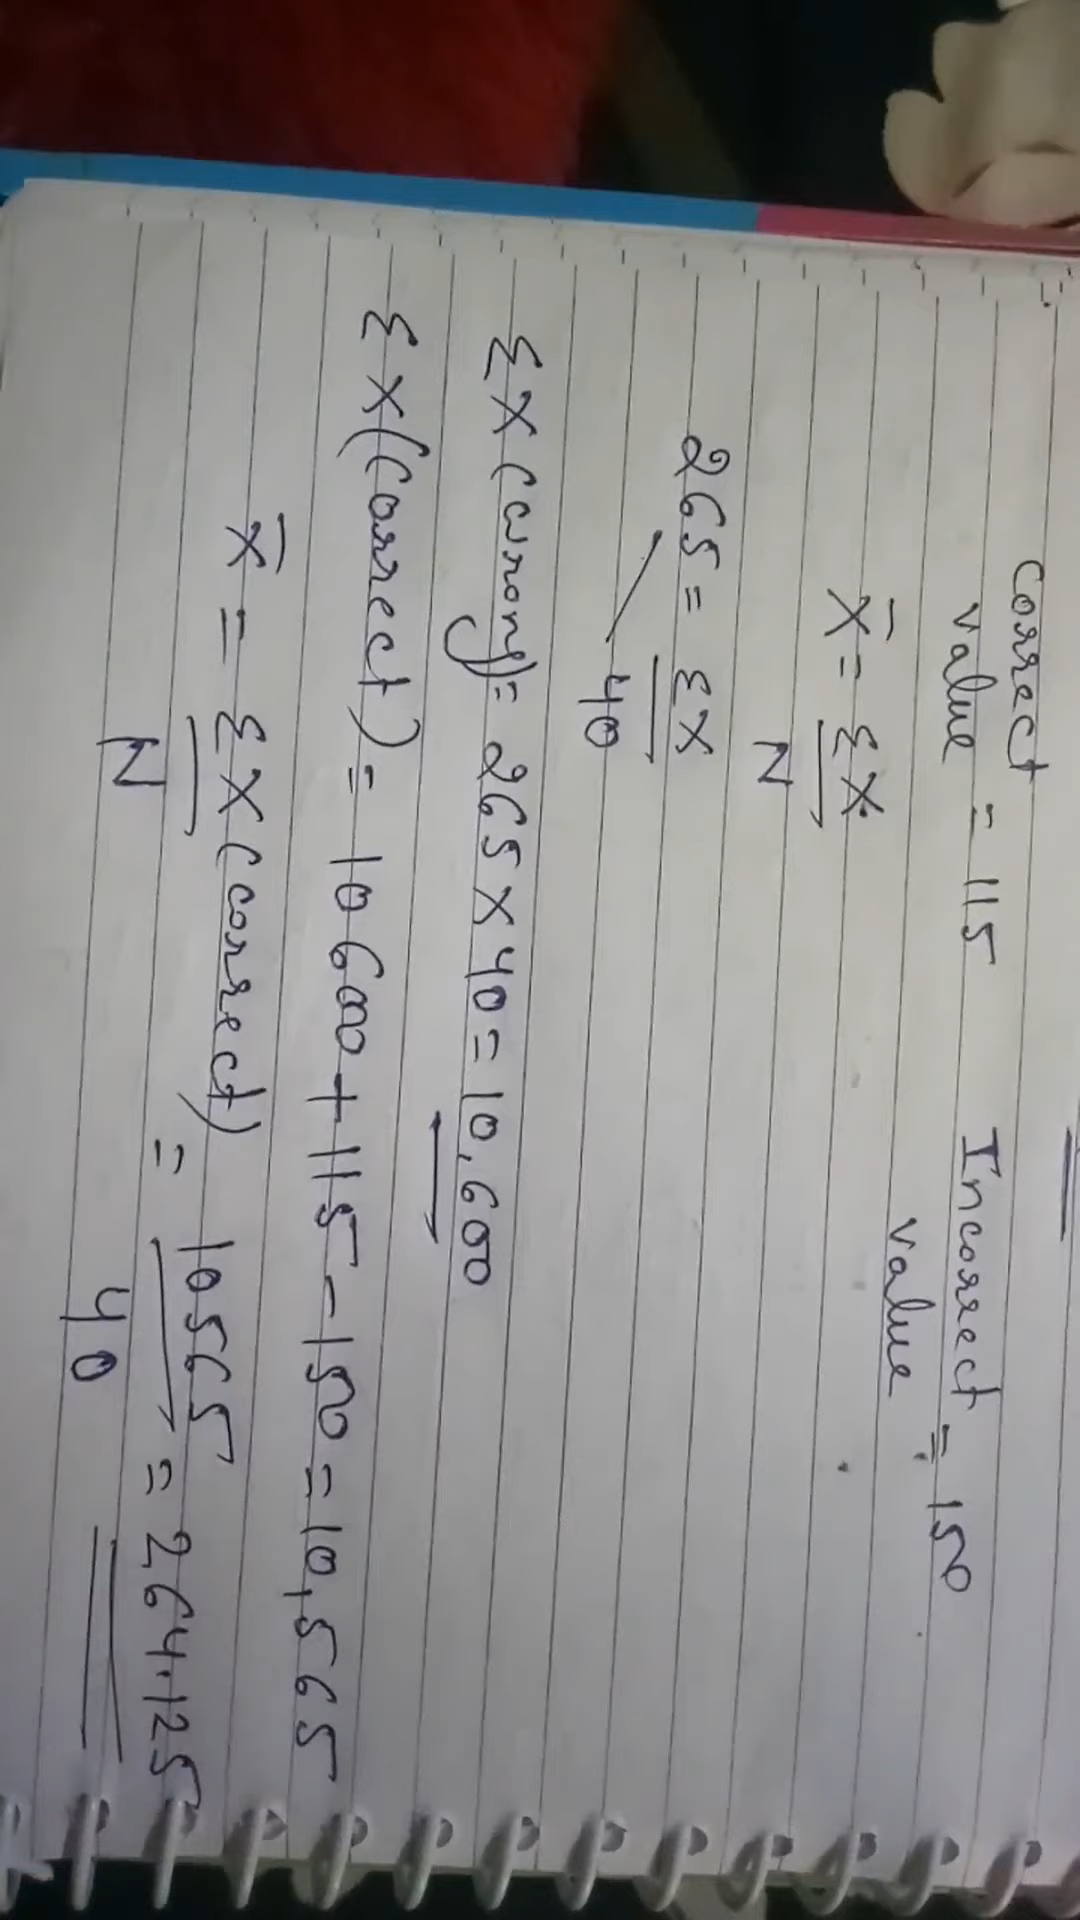 Correct value = 115
Incorrect value = 150
X̄ = ΣX / N
265 = ΣX / 40
ΣX (wrong) = 265 × 40 = 10,600
ΣX (correct) = 10600 + 115 − 150 = 10,565
X̄ = ΣX (correct) / N = 10565 / 40 = 264.125